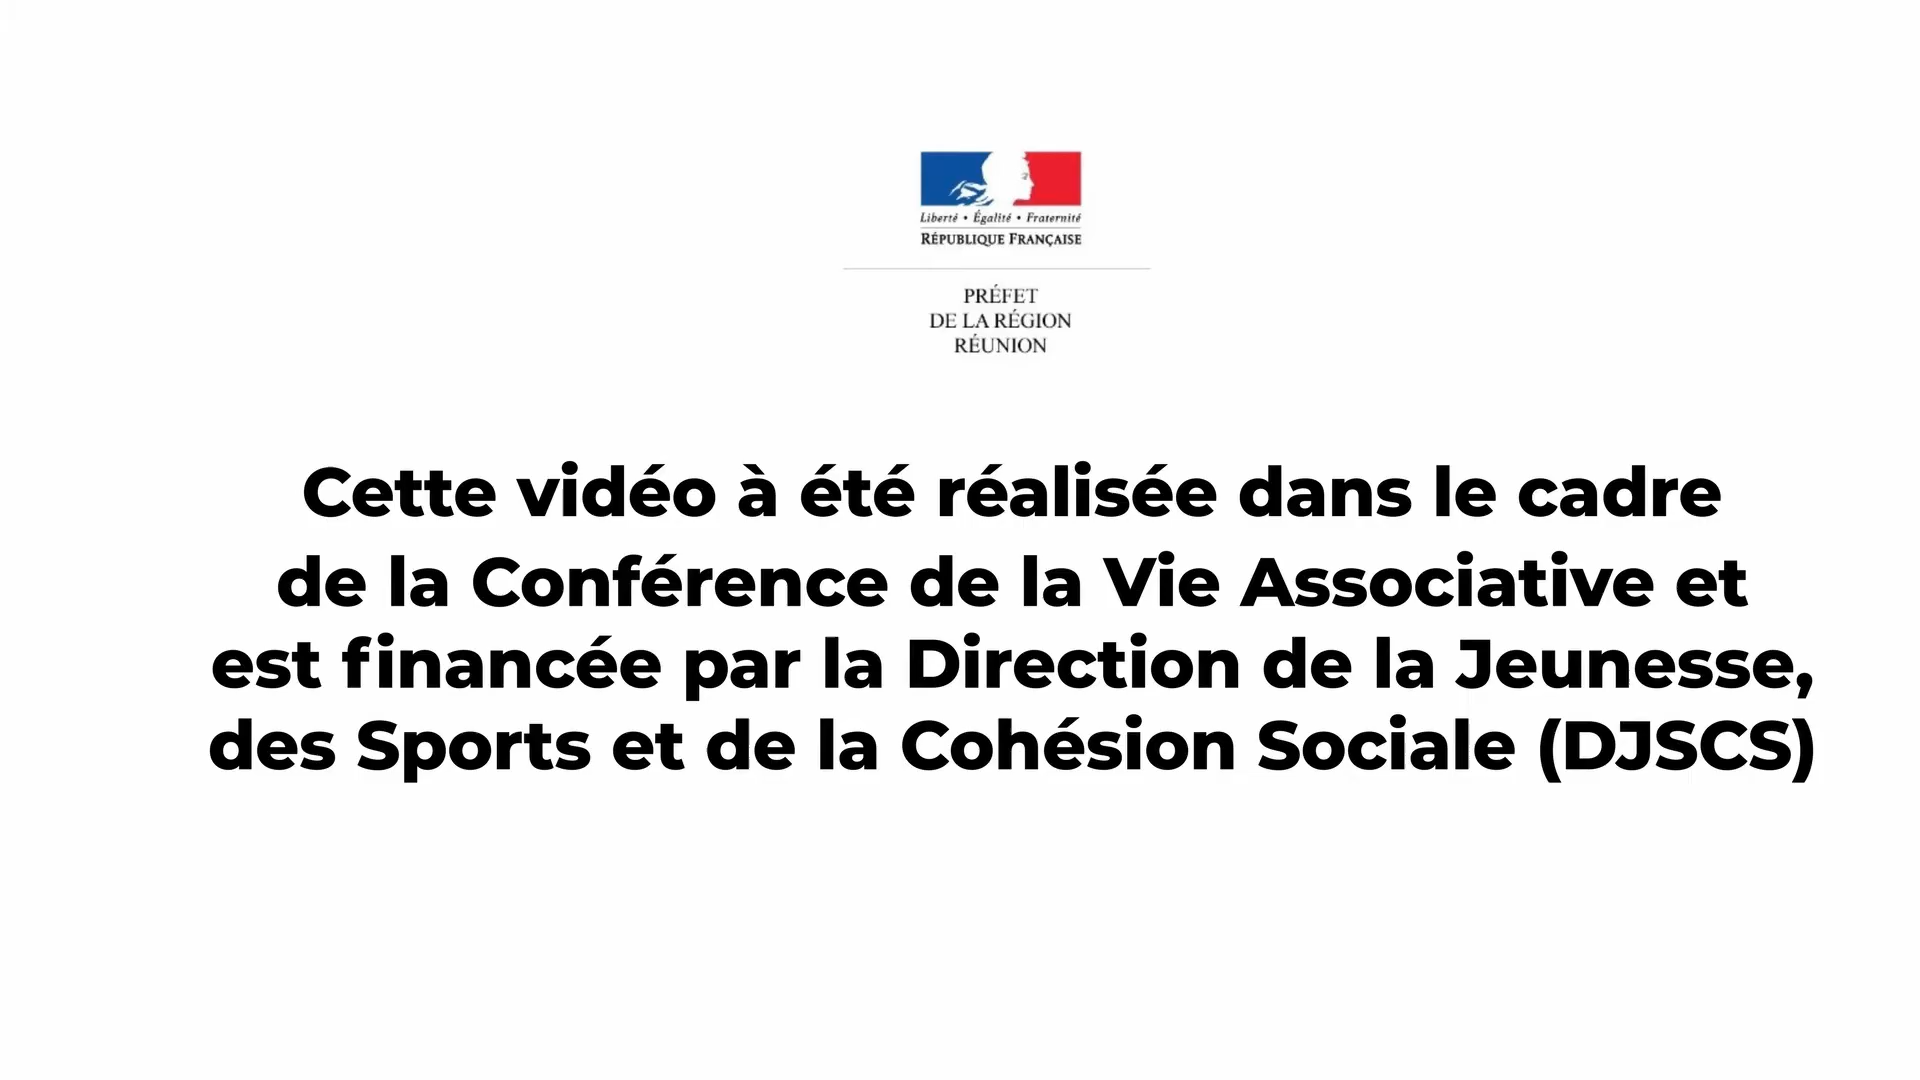 Liberté • Égalité • Fraternité
RÉPUBLIQUE FRANÇAISE
PRÉFET
DE LA RÉGION
RÉUNION
Cette vidéo à été réalisée dans le cadre
de la Conférence de la Vie Associative et
est financée par la Direction de la Jeunesse,
des Sports et de la Cohésion Sociale (DJSCS)